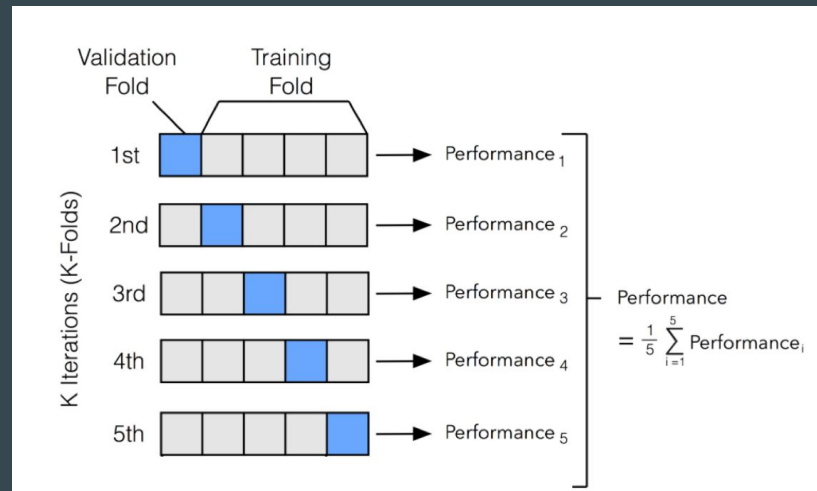 Validation
Fold
Training
Fold
K Iterations (K-Folds)
1st
Performance 1
2nd
Performance 2
3rd
Performance 3
4th
Performance 4
5th
Performance 5
Performance
= 1/5 ∑ i=1 5 Performance i